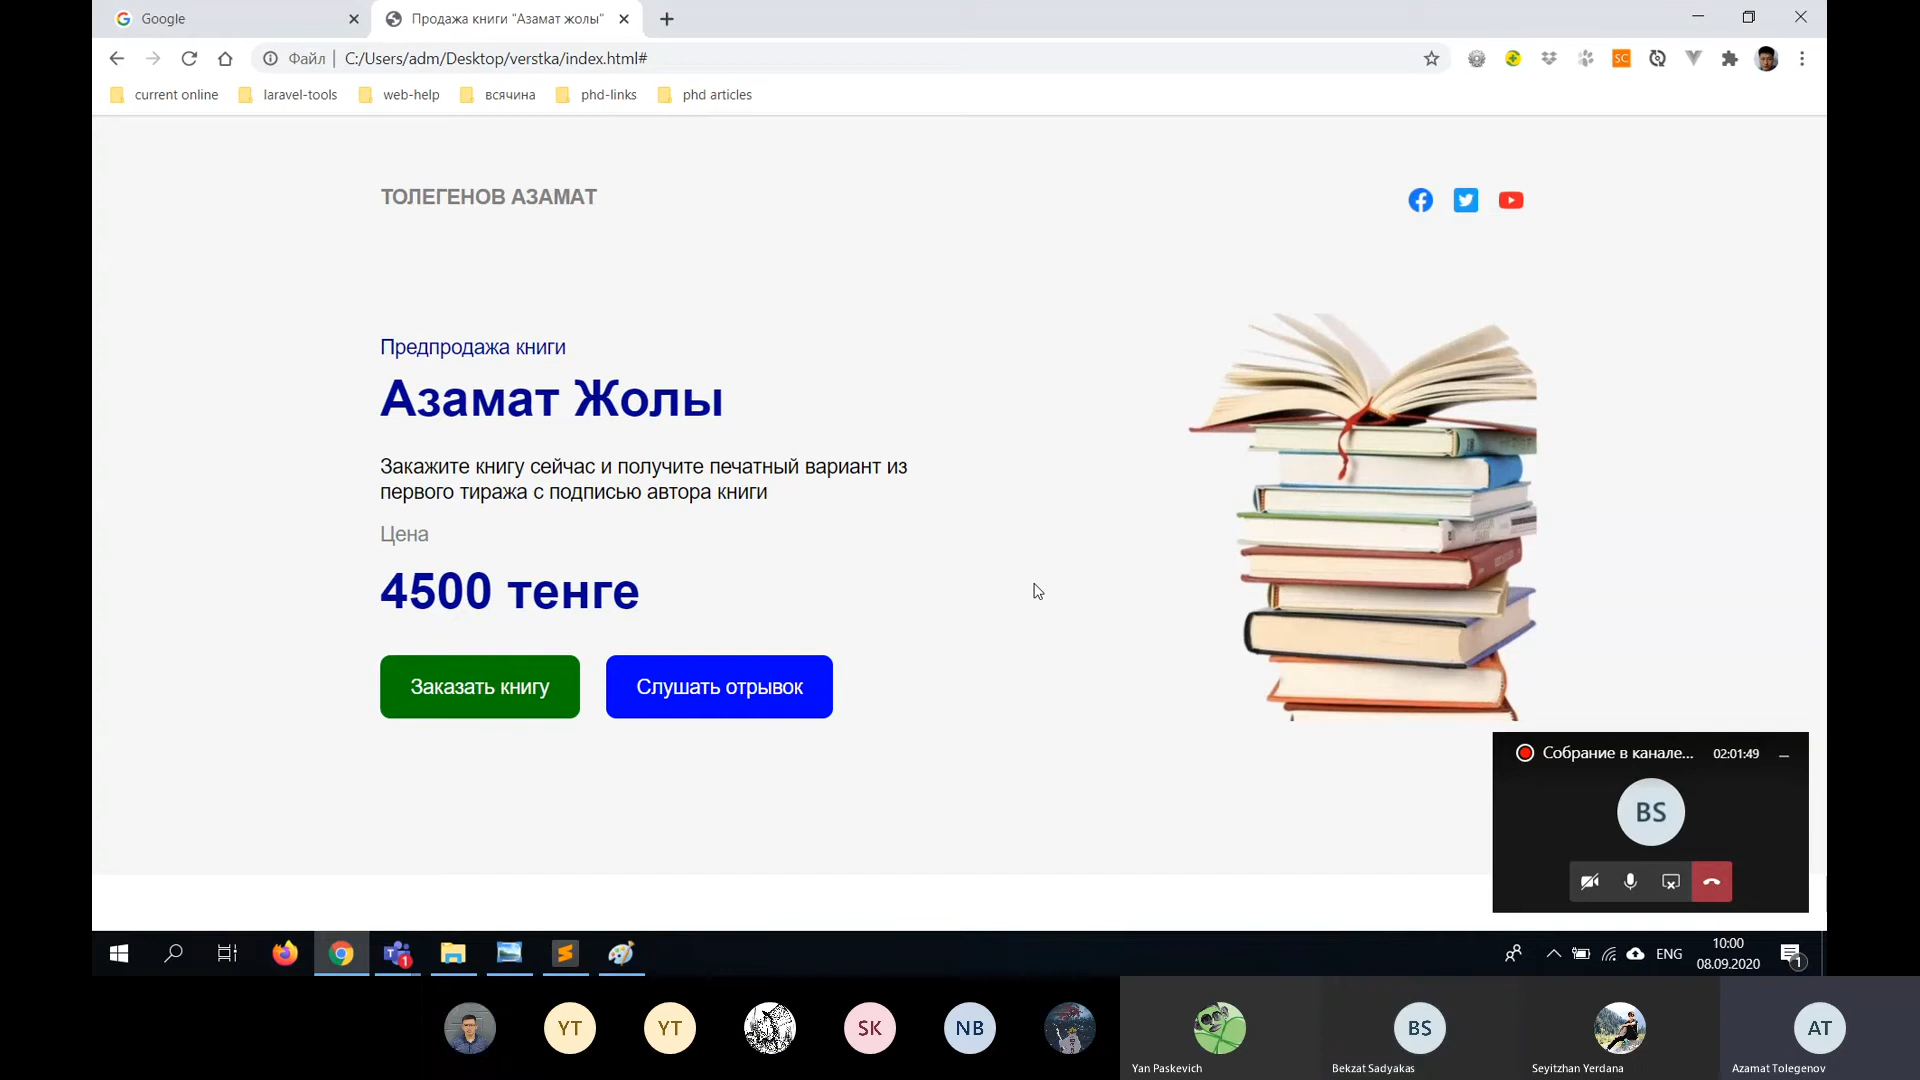 Google
Продажа книги "Азамат жолы"
Файл
C:/Users/adm/Desktop/verstka/index.html#
SC
current online
laravel-tools
web-help
всячина
phd-links
phd articles
ТОЛЕГЕНОВ АЗАМАТ
Предпродажа книги
Азамат Жолы
Закажите книгу сейчас и получите печатный вариант из
первого тиража с подписью автора книги
Цена
4500 тенге
Заказать книгу
Слушать отрывок
Собрание в канале...
02:01:49
BS
1
ENG
10:00
08.09.2020
1
YT
YT
SK
NB
BS
AT
Yan Paskevich
Bekzat Sadyakas
Seyitzhan Yerdana
Azamat Tolegenov